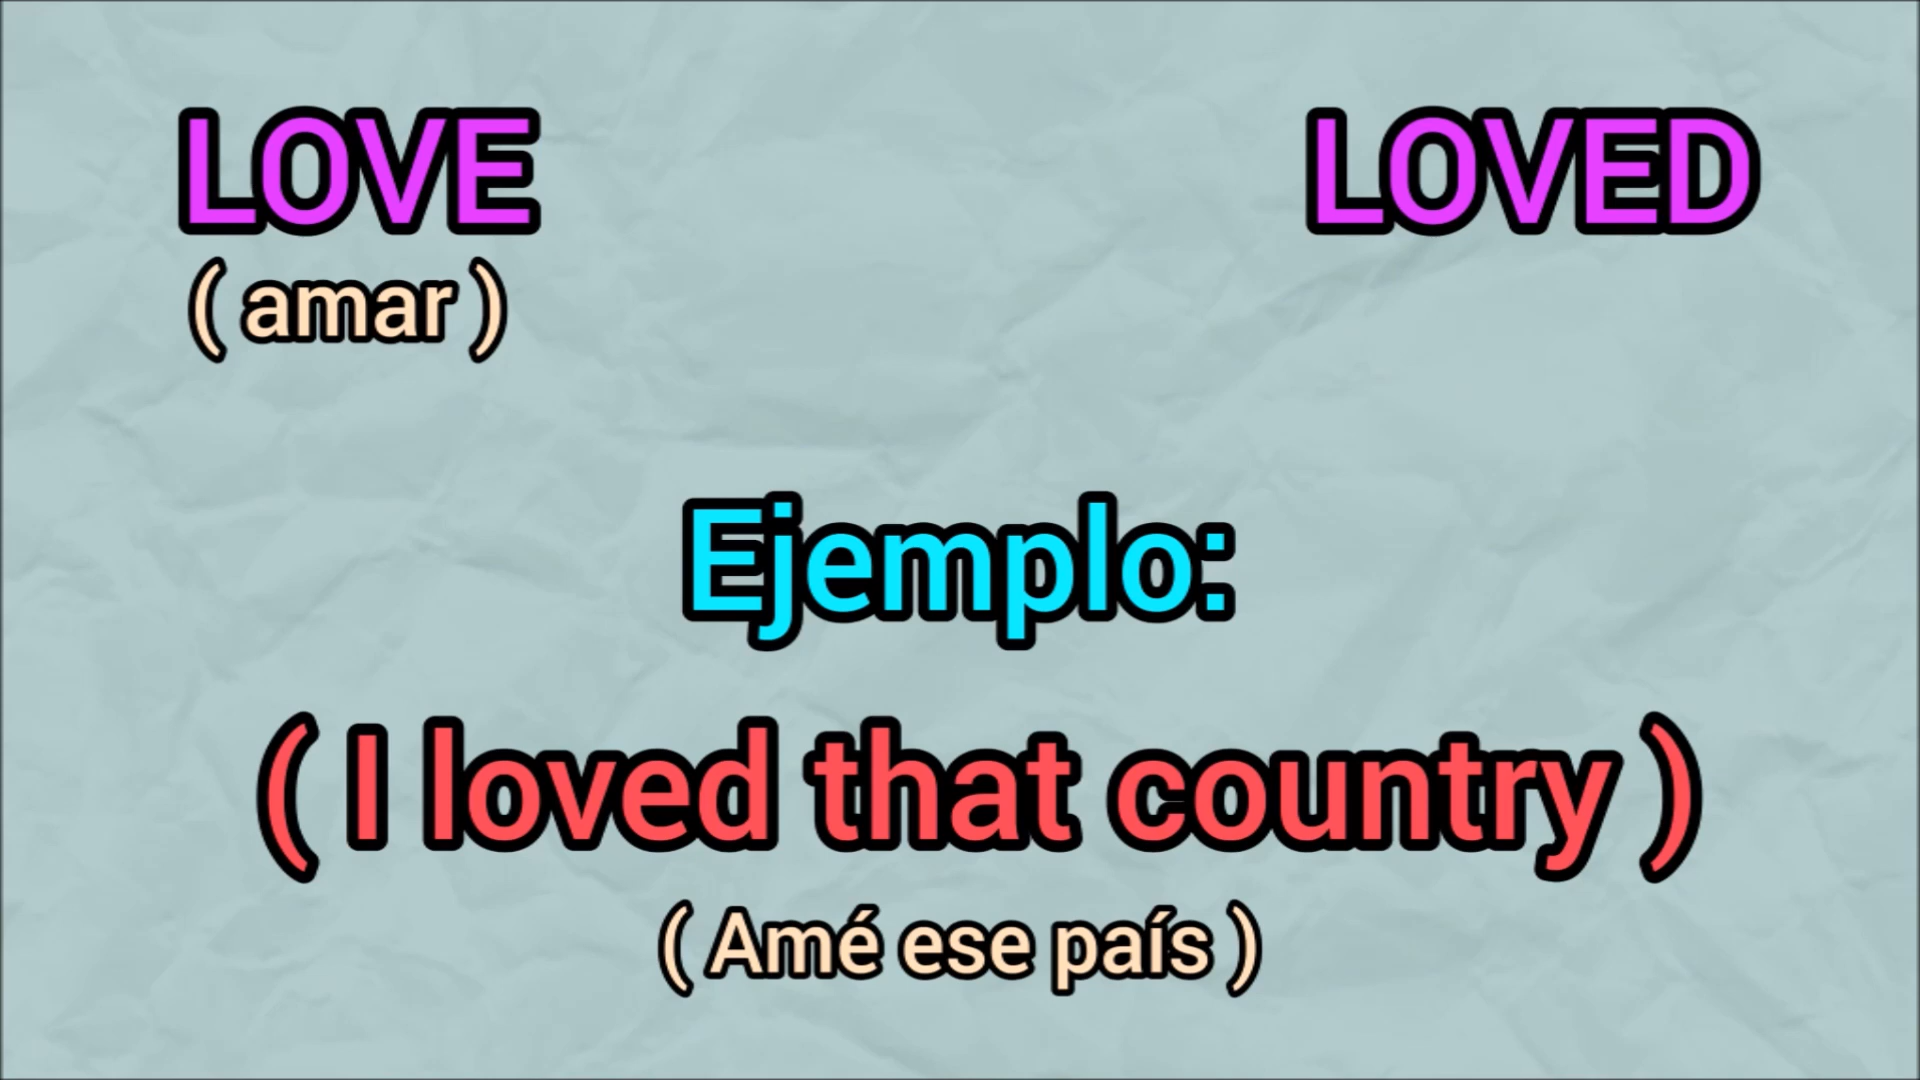 LOVE LOVED
( amar )
Ejemplo:
( I loved that country )
( Amé ese país )